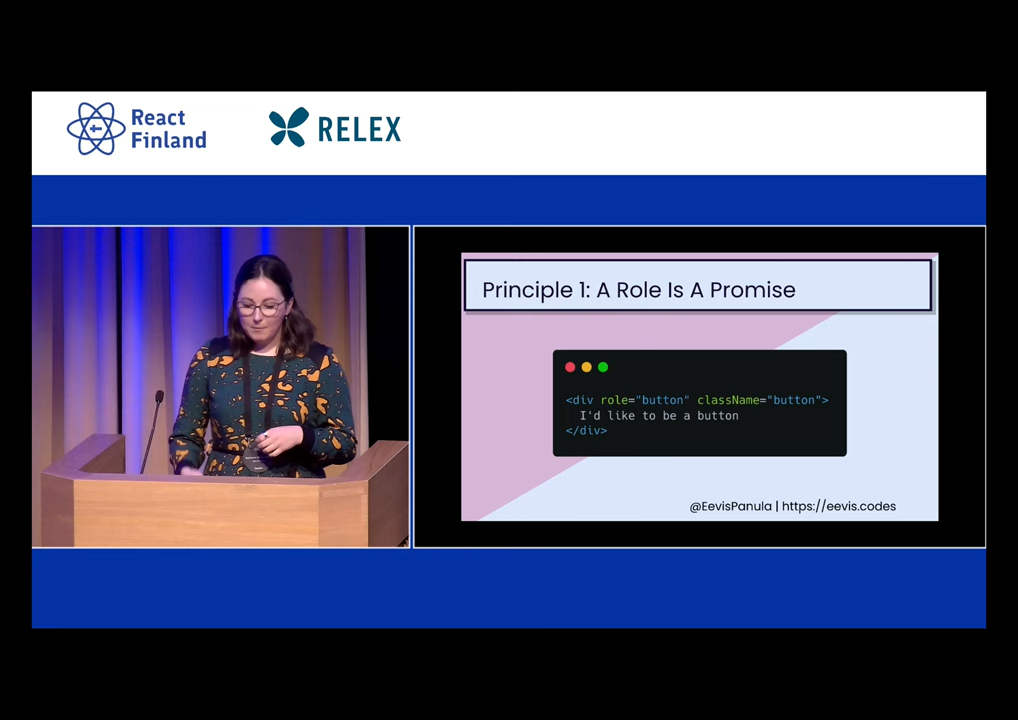 React
Finland
RELEX
Principle 1: A Role Is A Promise
<div role="button" className="button">
I'd like to be a button
</div>
@EevisPanula | https://eevis.codes